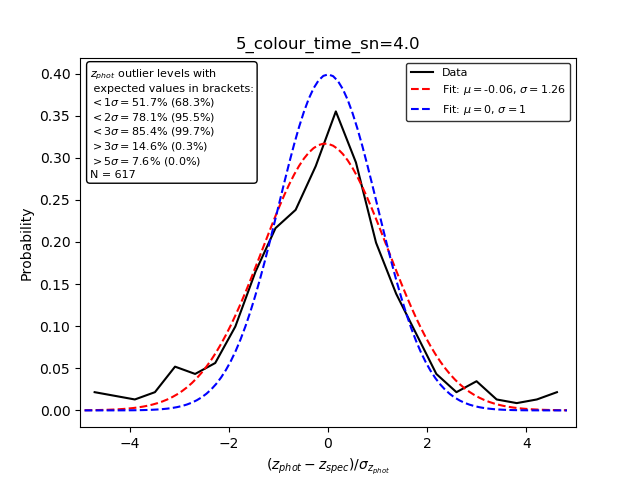 5_colour_time_sn=4.0
z_phot outlier levels with
expected values in brackets:
<1σ = 51.7% (68.3%)
<2σ = 78.1% (95.5%)
<3σ = 85.4% (99.7%)
>3σ = 14.6% (0.3%)
>5σ = 7.6% (0.0%)
N = 617
Data
Fit: μ = -0.06, σ = 1.26
Fit: μ = 0, σ = 1
0.40
0.35
0.30
0.25
0.20
0.15
0.10
0.05
0.00
Probability
−4
−2
0
2
4
(z_phot − z_spec)/σ_z_phot